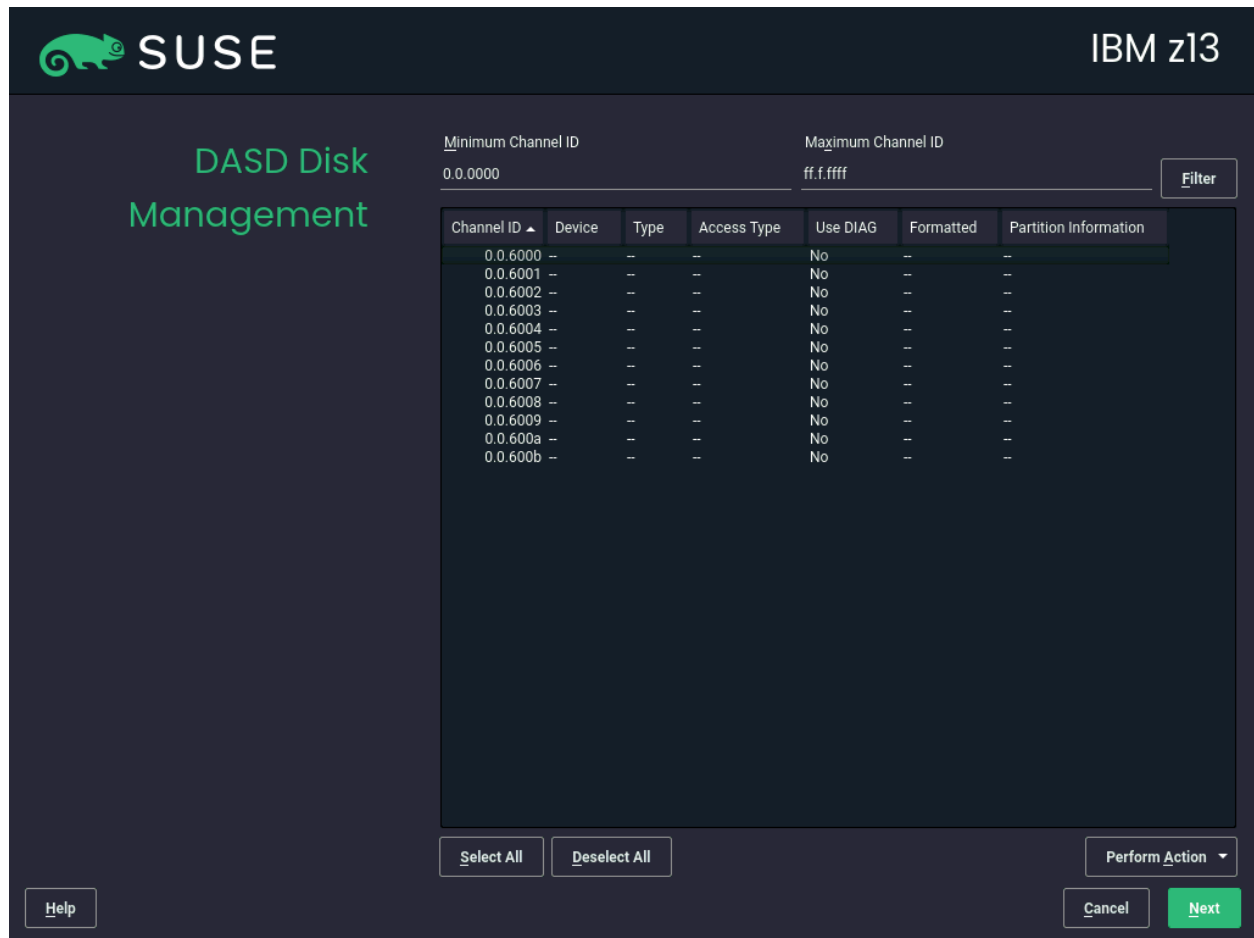 SUSE
IBM z13
DASD Disk
Management
Minimum Channel ID
Maximum Channel ID
0.0.0000
ff.f.ffff
Filter
Channel ID Device Type Access Type Use DIAG Formatted Partition Information
0.0.6000 -- -- -- No -- --
0.0.6001 -- -- -- No -- --
0.0.6002 -- -- -- No -- --
0.0.6003 -- -- -- No -- --
0.0.6004 -- -- -- No -- --
0.0.6005 -- -- -- No -- --
0.0.6006 -- -- -- No -- --
0.0.6007 -- -- -- No -- --
0.0.6008 -- -- -- No -- --
0.0.6009 -- -- -- No -- --
0.0.600a -- -- -- No -- --
0.0.600b -- -- -- No -- --
Select All
Deselect All
Perform Action
Help
Cancel
Next